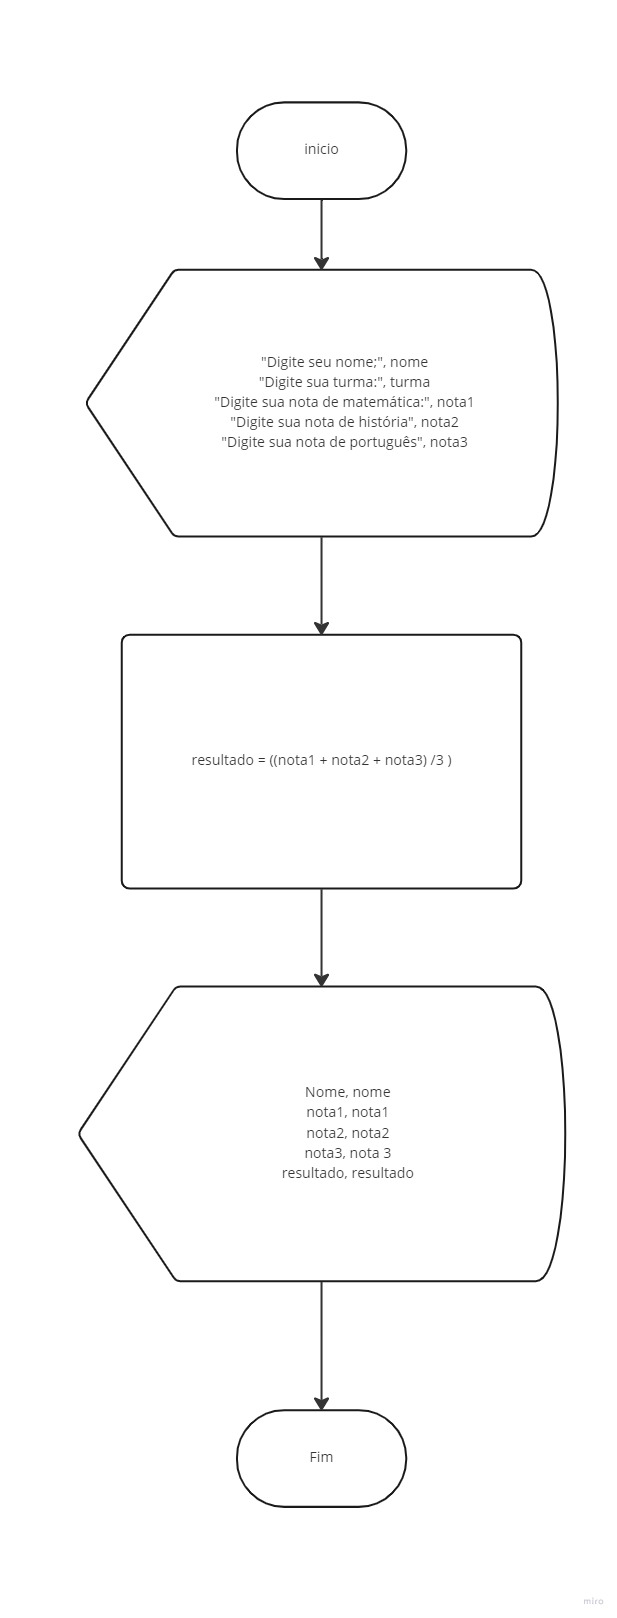 inicio
"Digite seu nome;", nome
"Digite sua turma:", turma
"Digite sua nota de matemática:", nota1
"Digite sua nota de história", nota2
"Digite sua nota de português", nota3
resultado = ((nota1 + nota2 + nota3) /3 )
Nome, nome
nota1, nota1
nota2, nota2
nota3, nota 3
resultado, resultado
Fim
miro